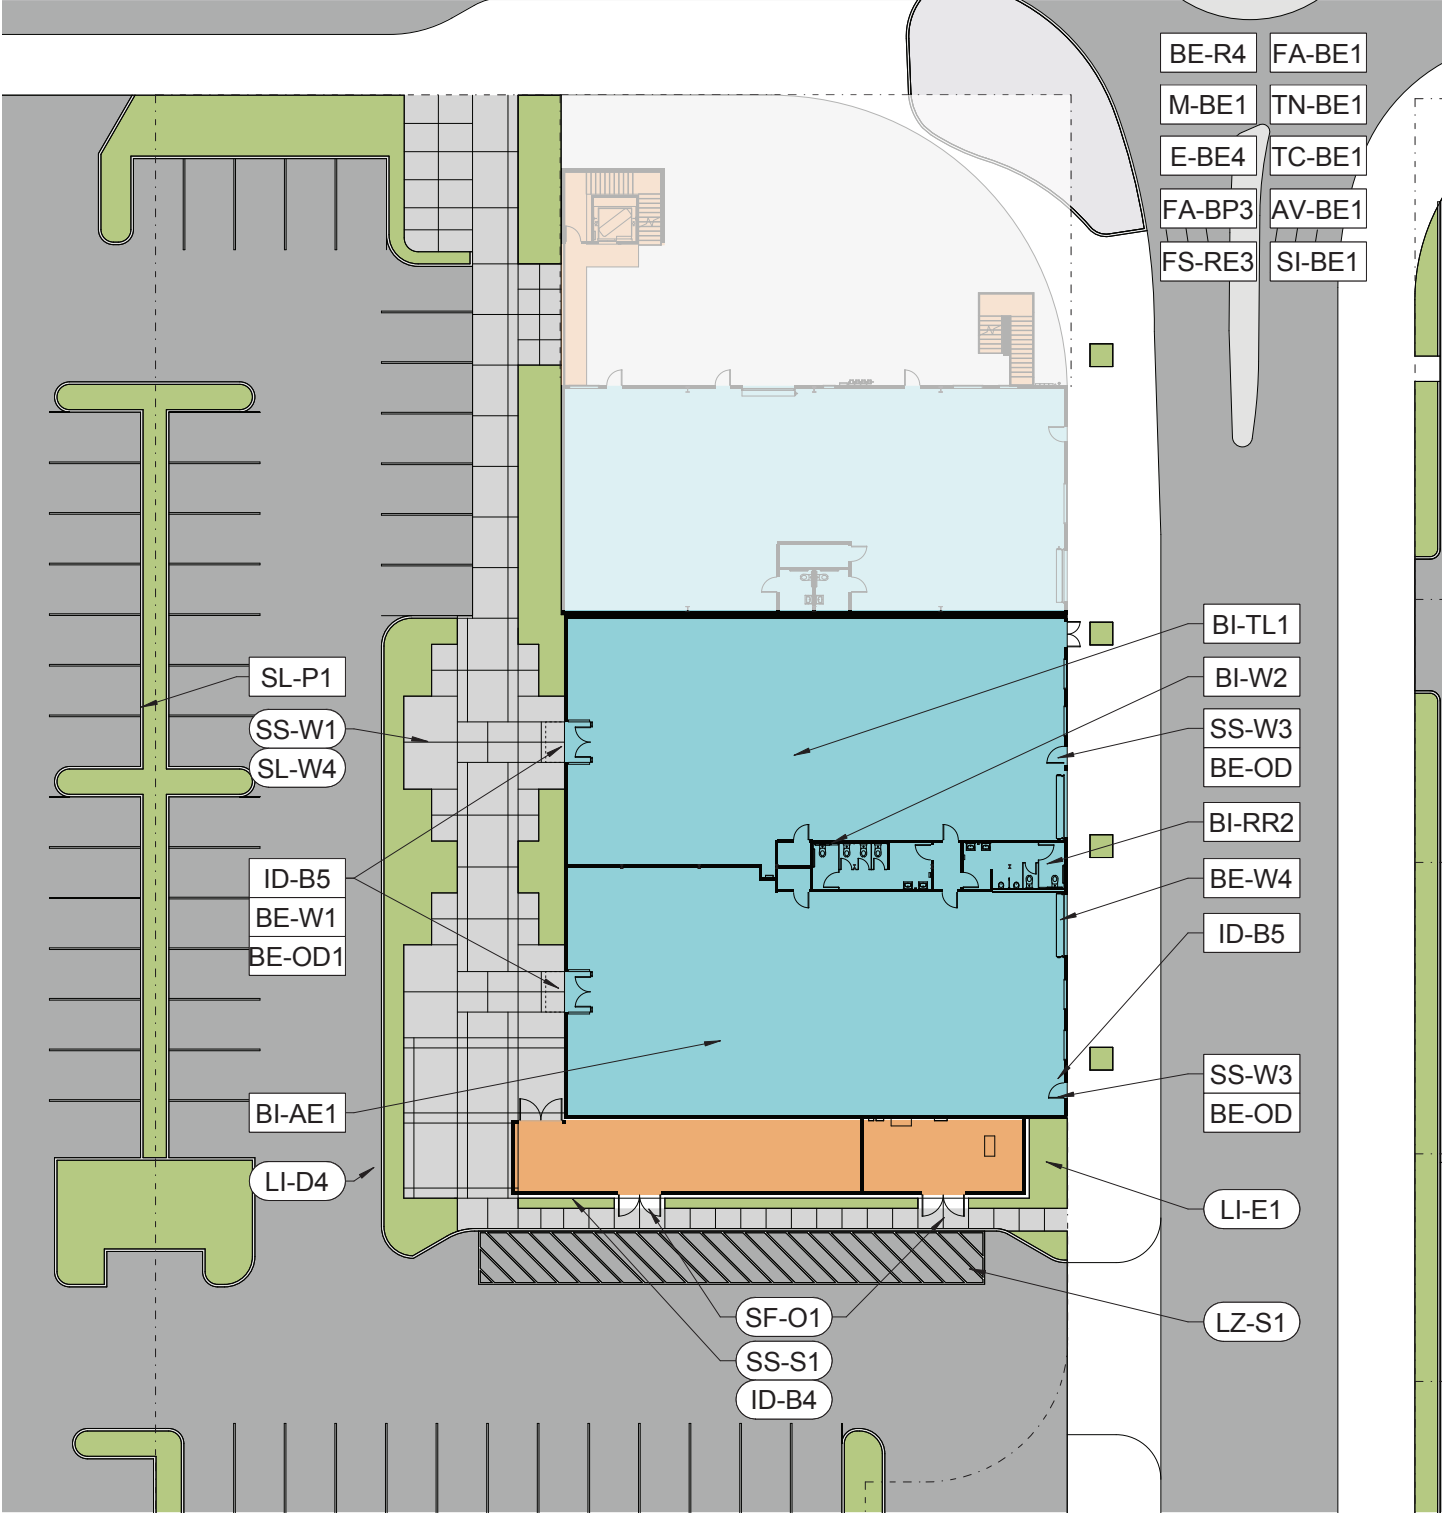 BE-R4 FA-BE1
M-BE1 TN-BE1
E-BE4 TC-BE1
FA-BP3 AV-BE1
FS-RE3 SI-BE1
BI-TL1
SL-P1
BI-W2
SS-W1
SL-W4
SS-W3
BE-OD
BI-RR2
ID-B5
BE-W1
BE-OD1
BE-W4
ID-B5
BI-AE1
SS-W3
BE-OD
LI-D4
LI-E1
SF-O1
LZ-S1
SS-S1
ID-B4